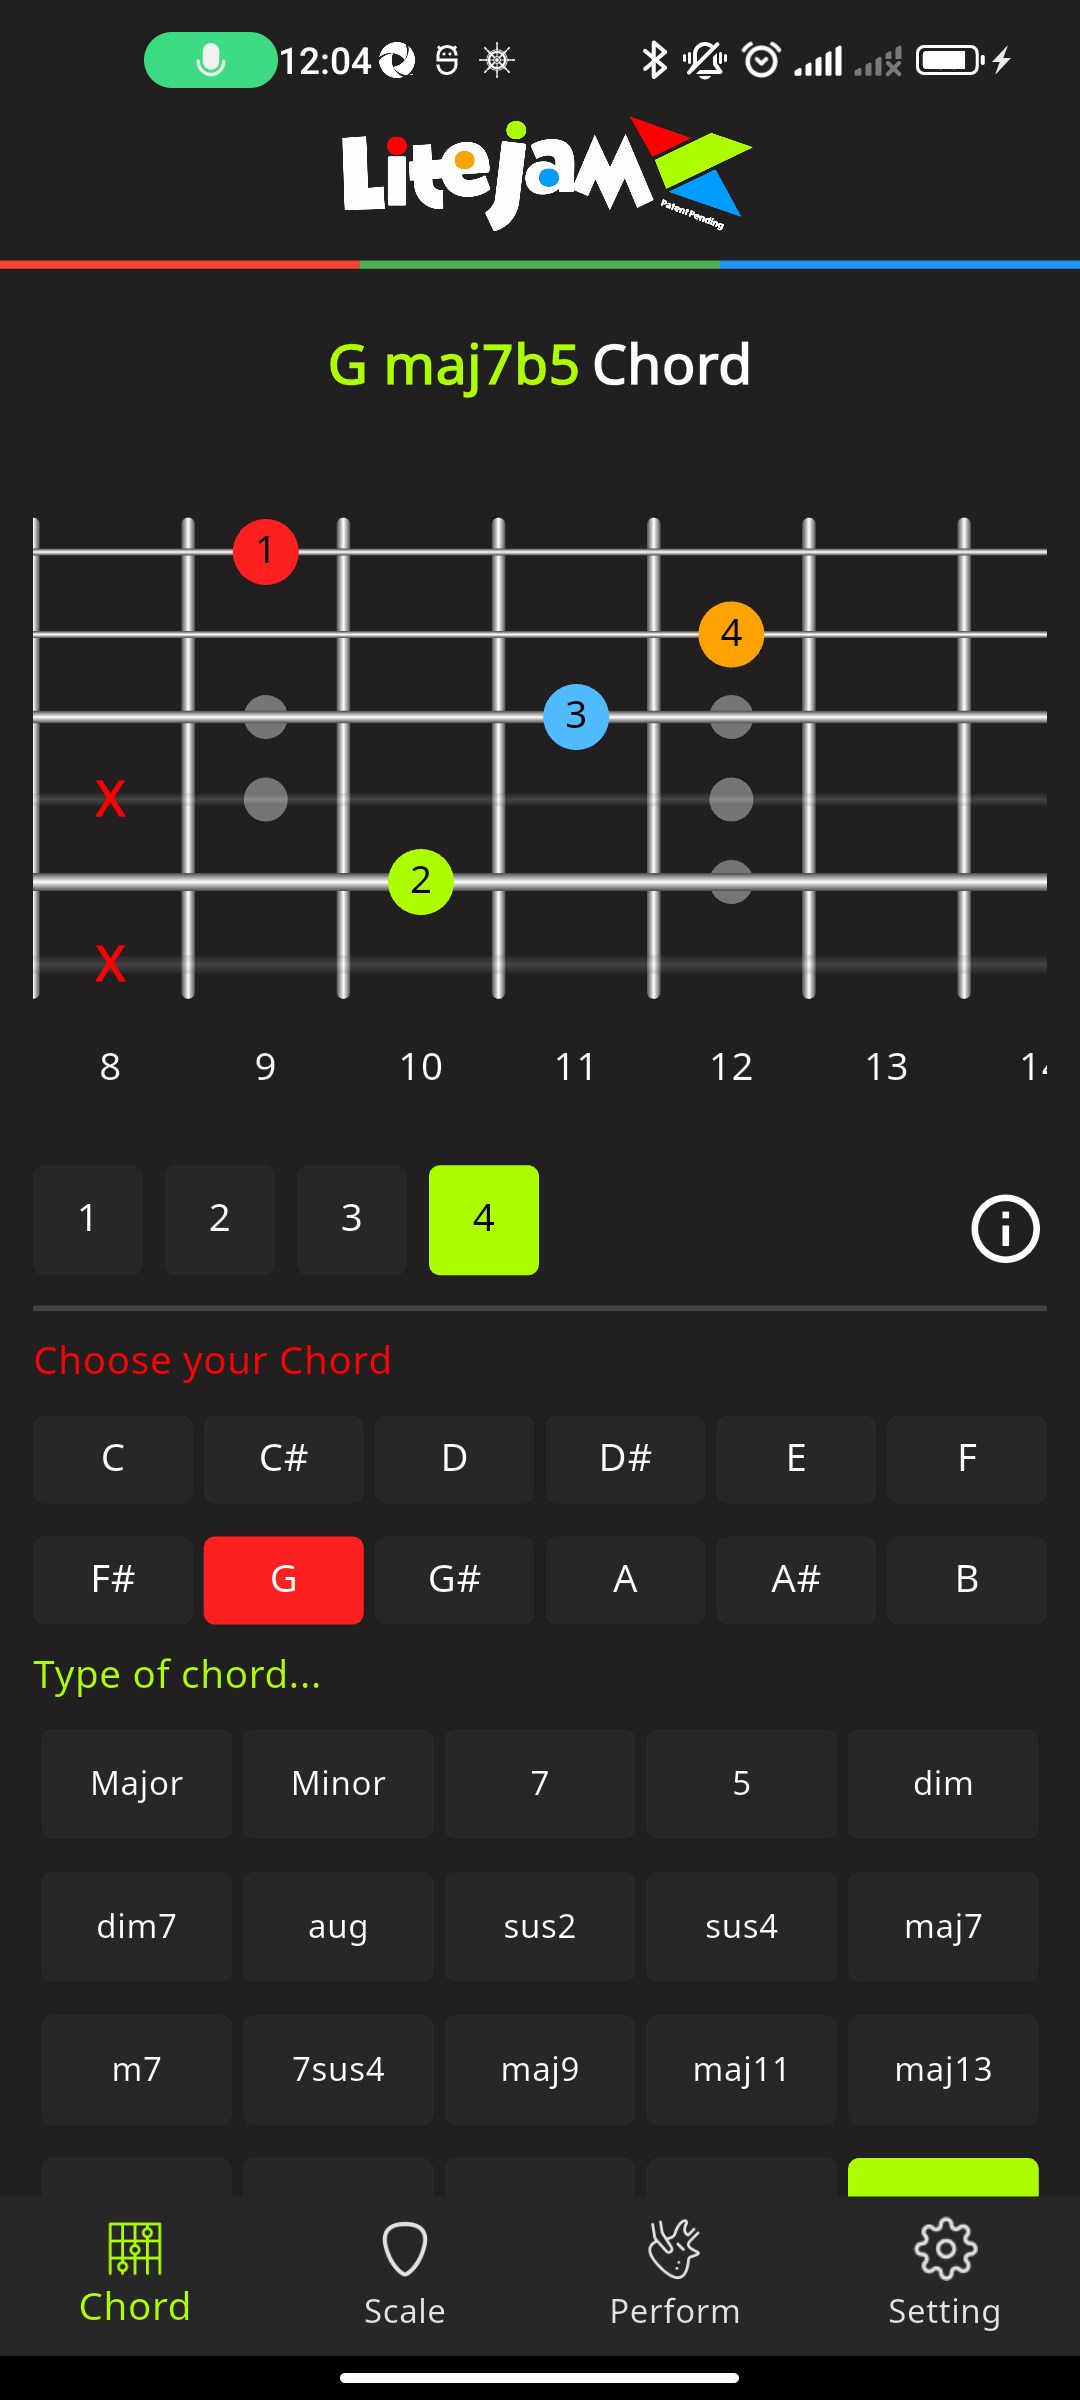 12:04
Litejam
Patent Pending
G maj7b5 Chord
1
4
3
X
2
X
8 9 10 11 12 13
1 2 3 4
Choose your Chord
C C# D D# E F
F# G G# A A# B
Type of chord...
Major Minor 7 5 dim
dim7 aug sus2 sus4 maj7
m7 7sus4 maj9 maj11 maj13
Chord Scale Perform Setting